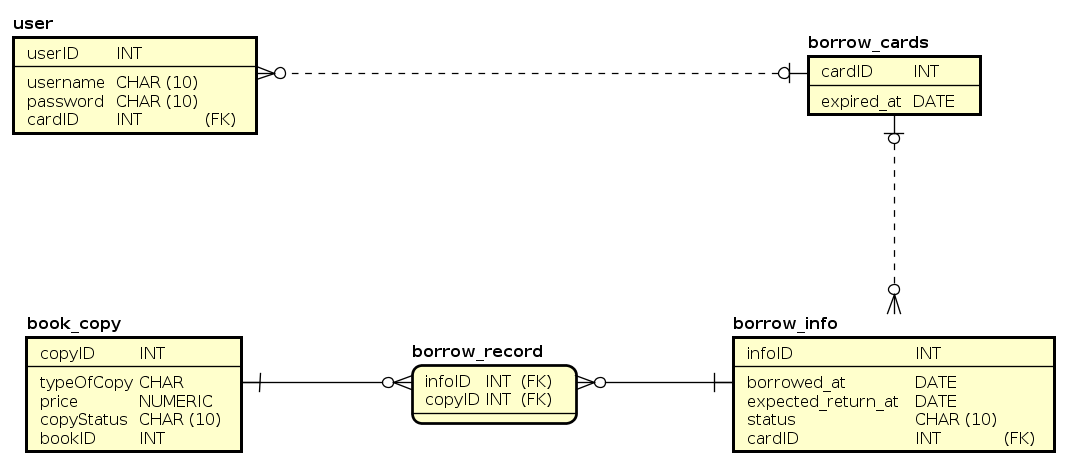 user
userID INT
username CHAR (10)
password CHAR (10)
cardID INT (FK)
borrow_cards
cardID INT
expired_at DATE
book_copy
copyID INT
typeOfCopy CHAR
price NUMERIC
copyStatus CHAR (10)
bookID INT
borrow_record
infoID INT (FK)
copyID INT (FK)
borrow_info
infoID INT
borrowed_at DATE
expected_return_at DATE
status CHAR (10)
cardID INT (FK)